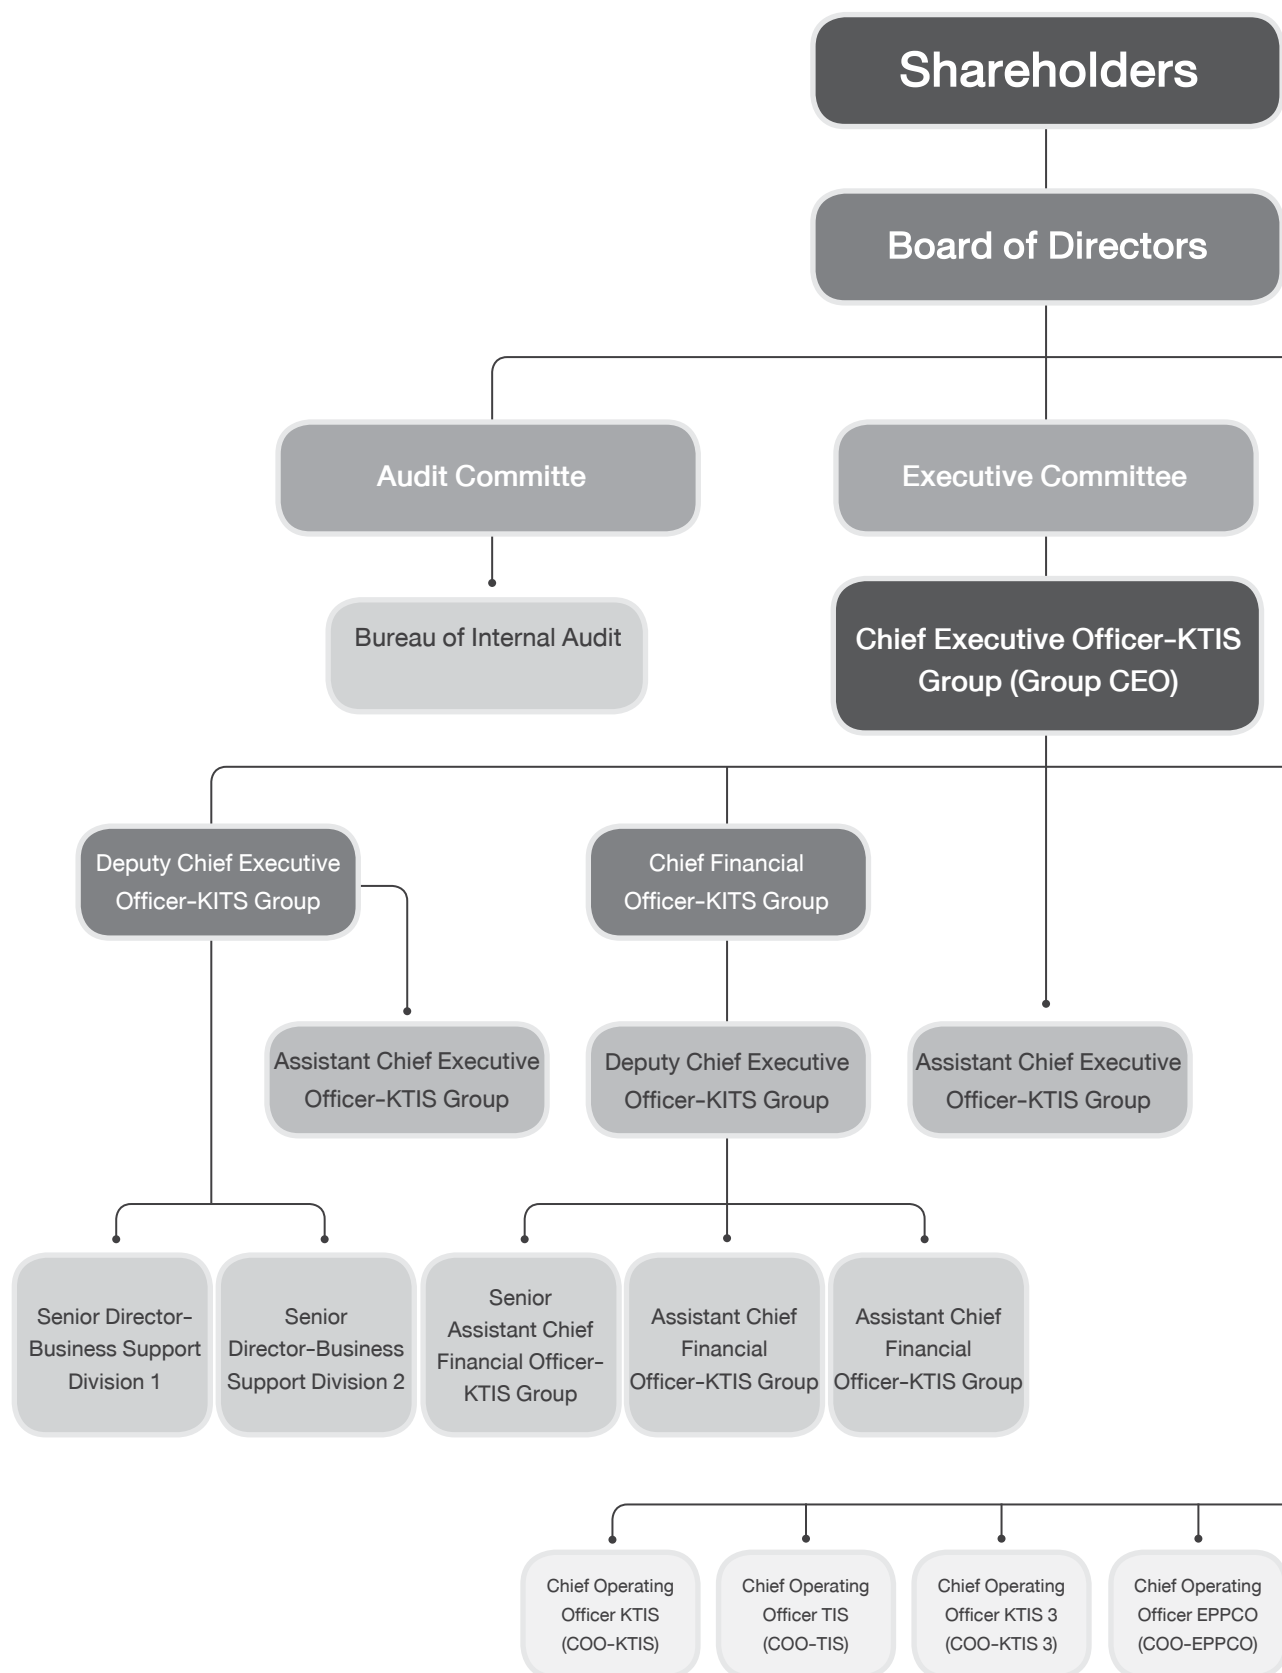 Shareholders
Board of Directors
Audit Committe
Executive Committee
Bureau of Internal Audit
Chief Executive Officer-KTIS
Group (Group CEO)
Deputy Chief Executive
Officer-KITS Group
Chief Financial
Officer-KITS Group
Assistant Chief Executive
Officer-KTIS Group
Deputy Chief Executive
Officer-KITS Group
Assistant Chief Executive
Officer-KTIS Group
Senior Director-
Business Support
Division 1
Senior
Director-Business
Support Division 2
Senior
Assistant Chief
Financial Officer-
KTIS Group
Assistant Chief
Financial
Officer-KTIS Group
Assistant Chief
Financial
Officer-KTIS Group
Chief Operating
Officer KTIS
(COO-KTIS)
Chief Operating
Officer TIS
(COO-TIS)
Chief Operating
Officer KTIS 3
(COO-KTIS 3)
Chief Operating
Officer EPPCO
(COO-EPPCO)